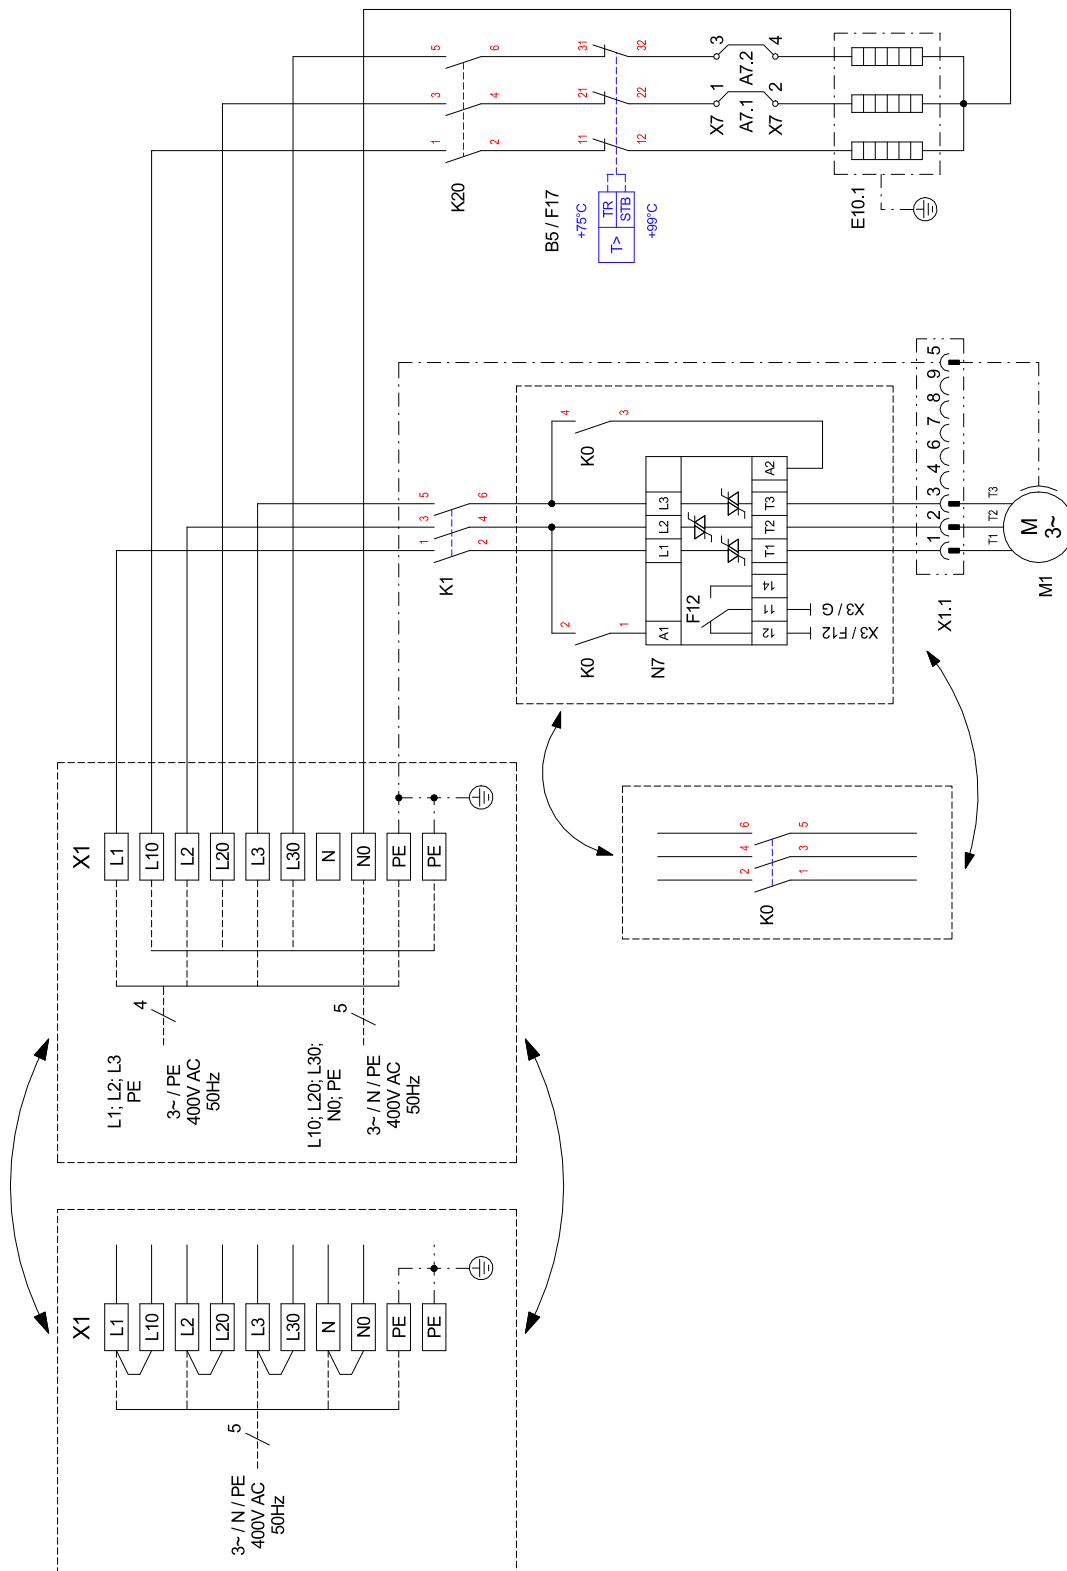 3~ / N / PE
400V AC
50Hz
5
X1
L1
L10
L2
L20
L3
L30
N
N0
PE
PE
L1; L2; L3
PE
3~ / PE
400V AC
50Hz
4
L10; L20; L30;
N0; PE
3~ / N / PE
400V AC
50Hz
5
X1
L1
L10
L2
L20
L3
L30
N
N0
PE
PE
5
6
3
4
1
2
K20
31
32
21
22
11
12
B5 / F17
+75°C
TR
STB
T>
+99°C
3
4
A7.2
1
2
X7
A7.1
X7
E10.1
5
6
3
4
1
2
K1
4
3
K0
2
1
K0
A2
L3
L2
L1
T3
T2
T1
14
11
12
A1
F12
N7
X3 / G
X3 / F12
1
2
3
4
6
7
8
9
5
X1.1
T3
T2
T1
M
3~
M1
6
5
4
3
2
1
K0